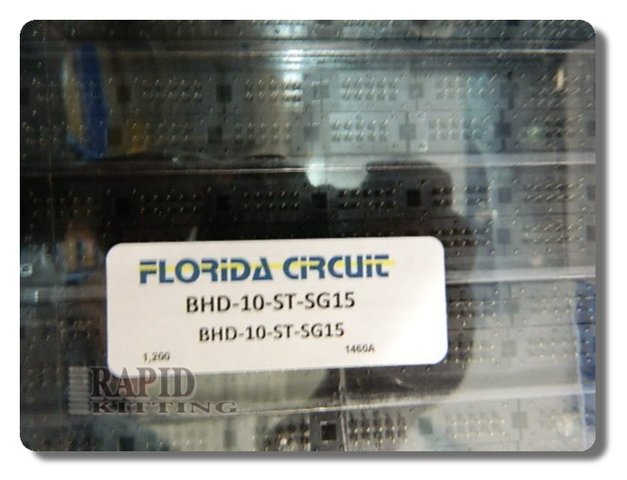 FLORIDA CIRCUIT
BHD-10-ST-SG15
BHD-10-ST-SG15
1,200 1460A
RAPID
KITTING